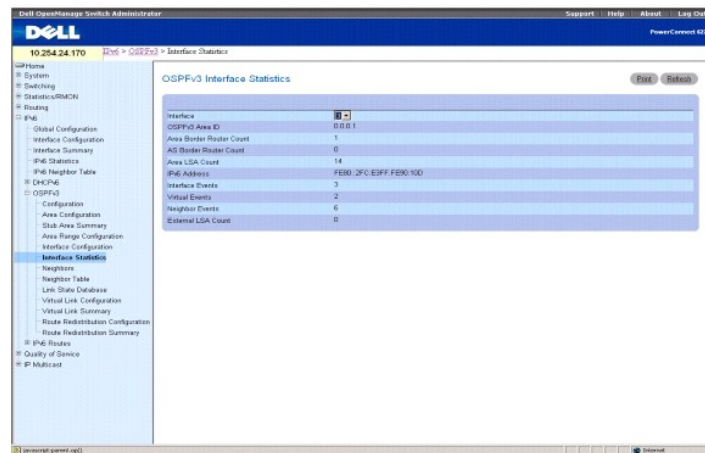 Dell OpenManage Switch Administrator
Support Help About Log Out
DELL
PowerConnect 62
10.254.24.170
IPv6 > OSPFv3 > Interface Statistics
Home
System
Switching
Statistics/RMON
Routing
IPv6
Global Configuration
Interface Configuration
Interface Summary
IPv6 Statistics
IPv6 Neighbor Table
DHCPv6
OSPFv3
Configuration
Area Configuration
Stub Area Summary
Area Range Configuration
Interface Configuration
Interface Statistics
Neighbors
Neighbor Table
Link State Database
Virtual Link Configuration
Virtual Link Summary
Route Redistribution Configuration
Route Redistribution Summary
IPv6 Routes
Quality of Service
IP Multicast
OSPFv3 Interface Statistics
Print Refresh
Interface
OSPFv3 Area ID 0.0.0.1
Area Border Router Count 1
AS Border Router Count 0
Area LSA Count 14
IPv6 Address FE80::2FC:E3FF:FE90:10D
Interface Events 3
Virtual Events 2
Neighbor Events 6
External LSA Count 0
javascript:parent.op()
Internet